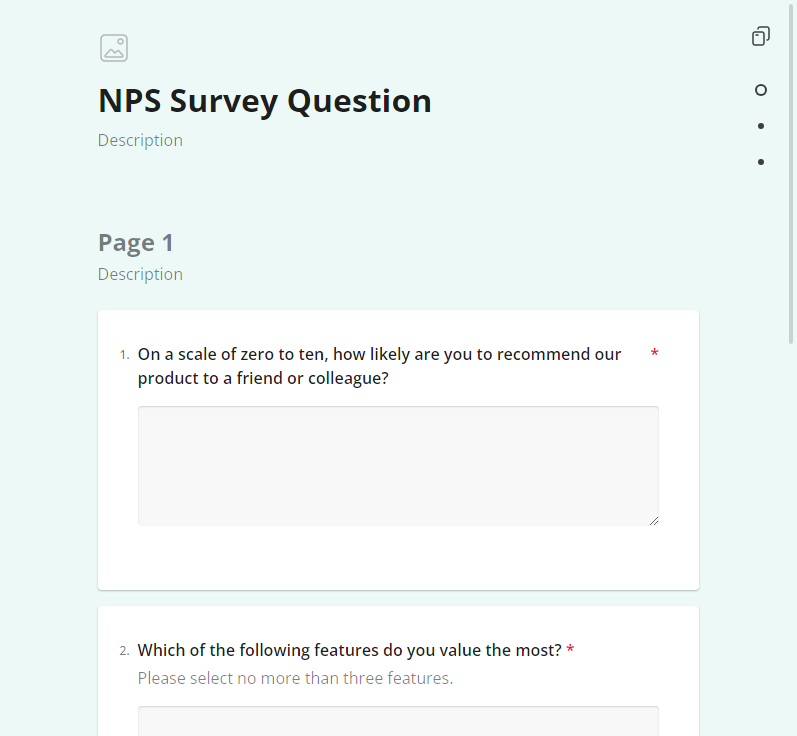 NPS Survey Question
Description
Page 1
Description
1. On a scale of zero to ten, how likely are you to recommend our *
product to a friend or colleague?
2. Which of the following features do you value the most? *
Please select no more than three features.